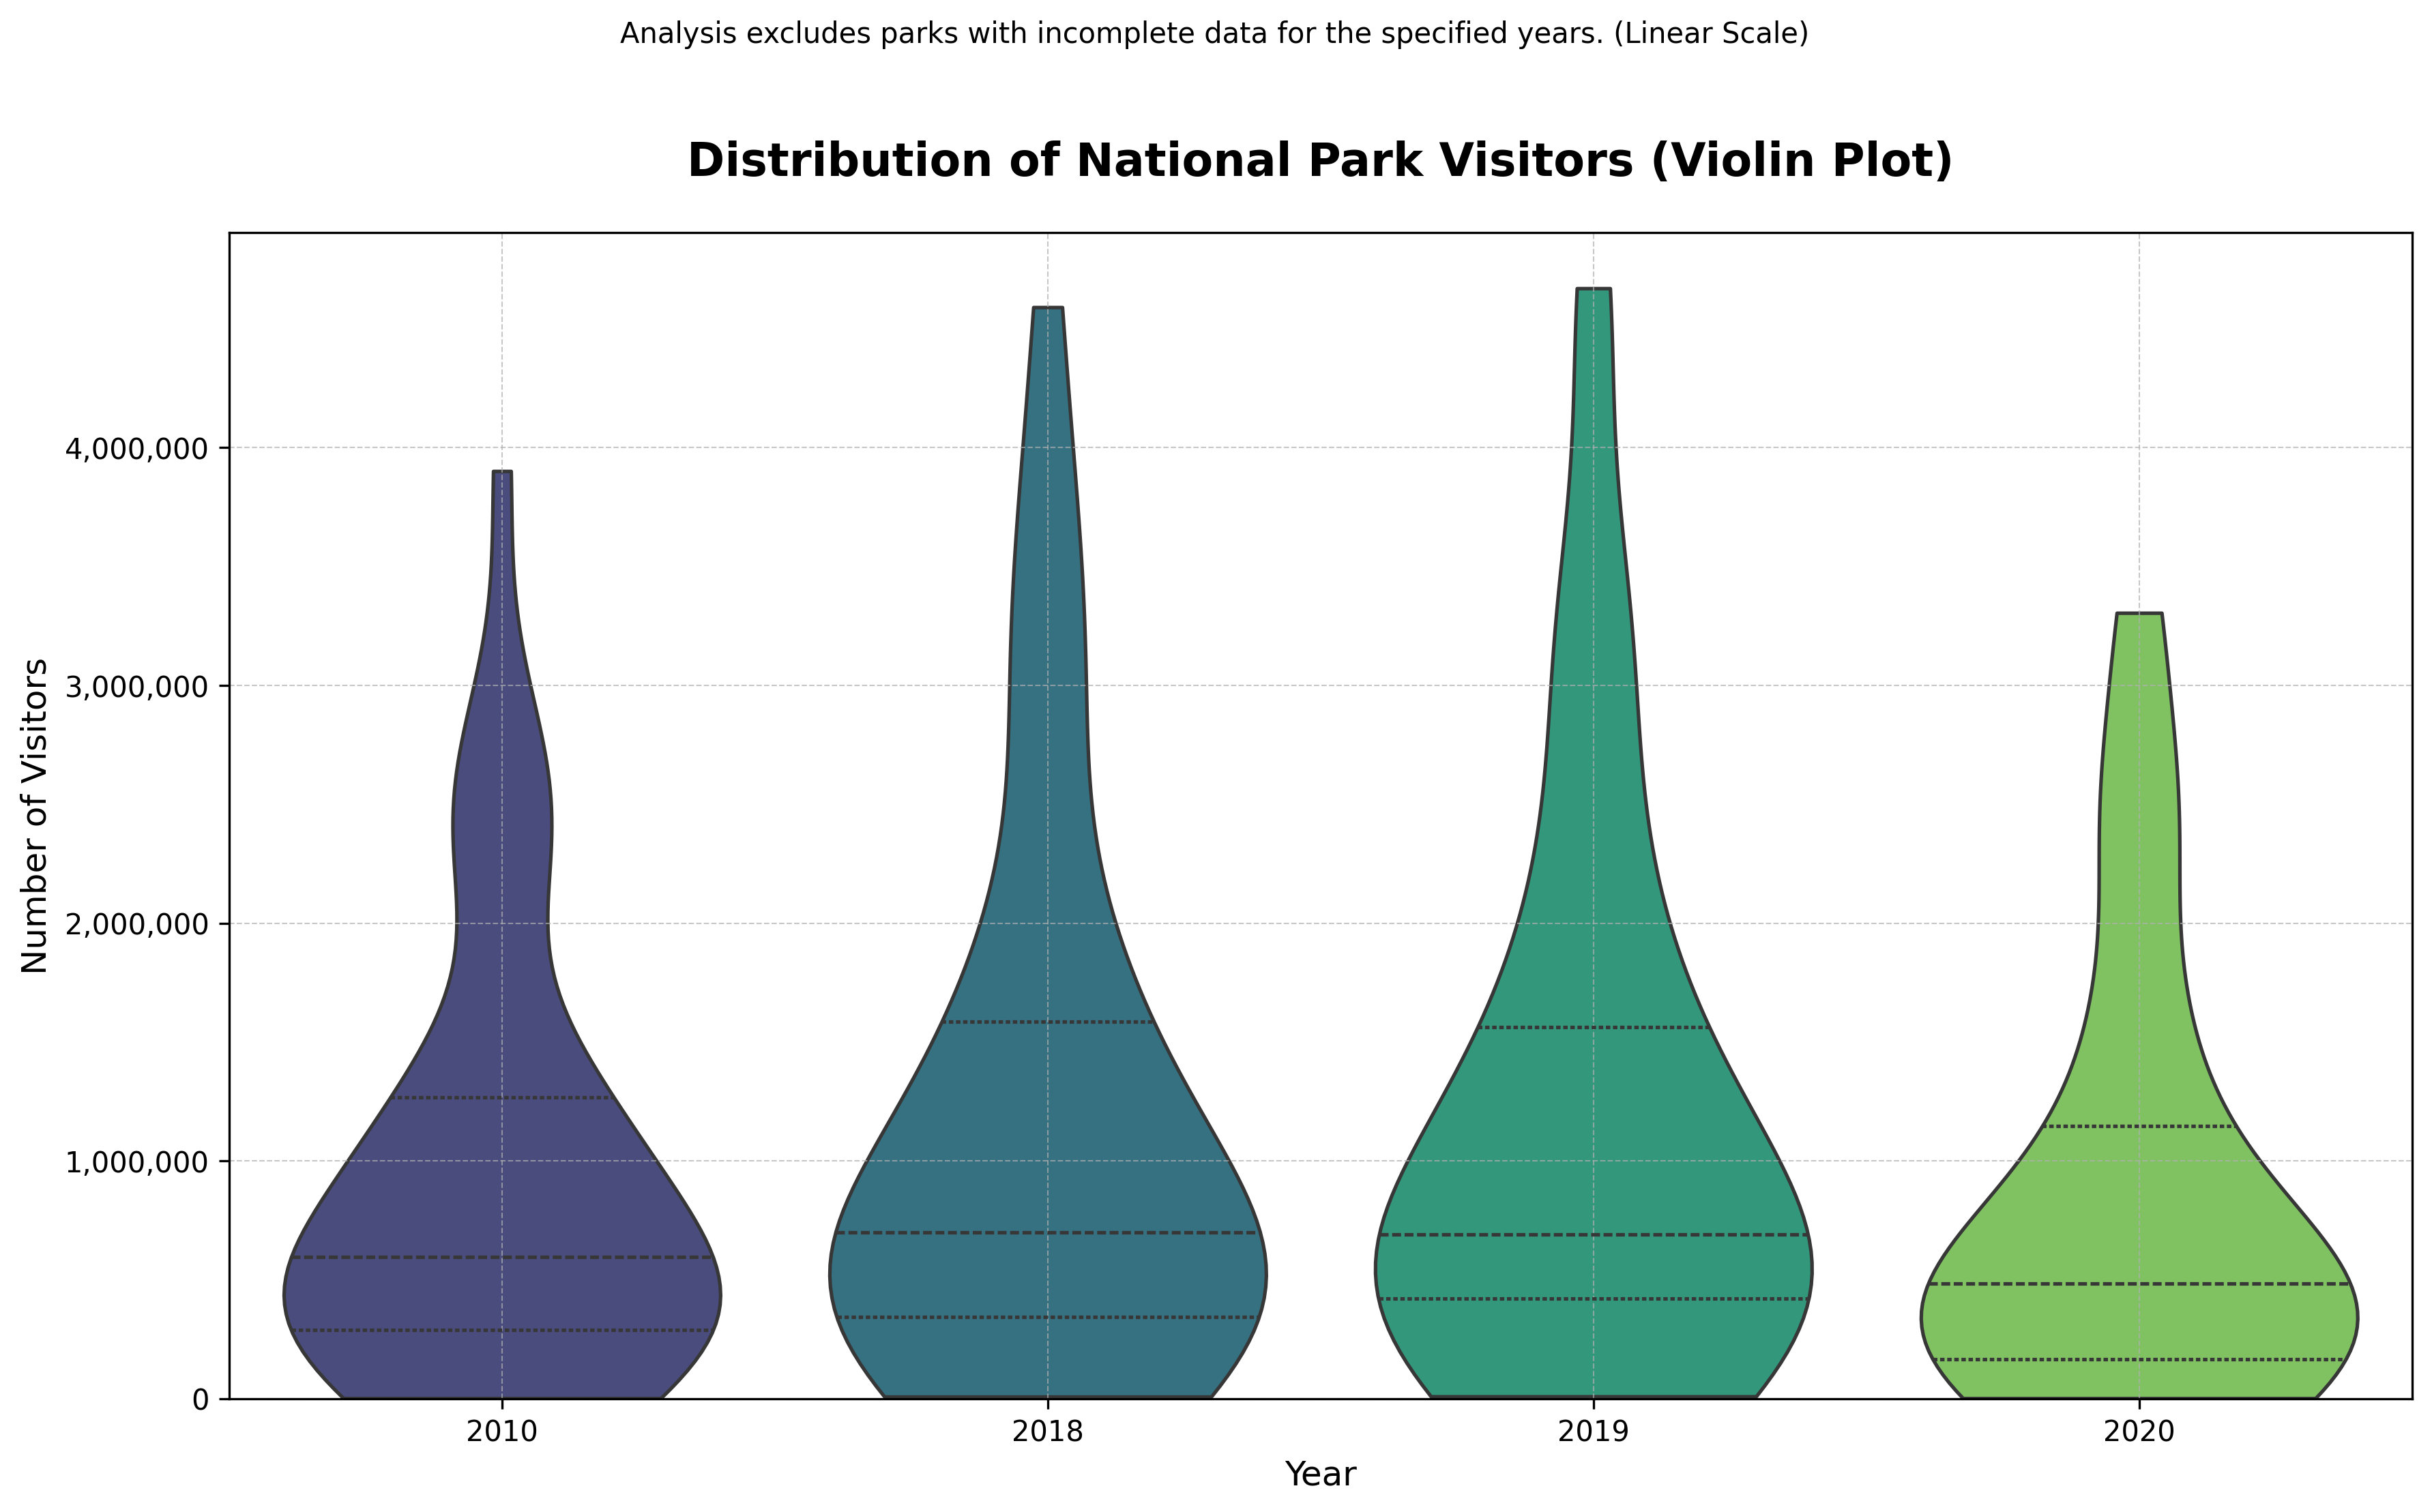 Analysis excludes parks with incomplete data for the specified years. (Linear Scale)
Distribution of National Park Visitors (Violin Plot)
Number of Visitors
4,000,000
3,000,000
2,000,000
1,000,000
0
2010
2018
2019
2020
Year